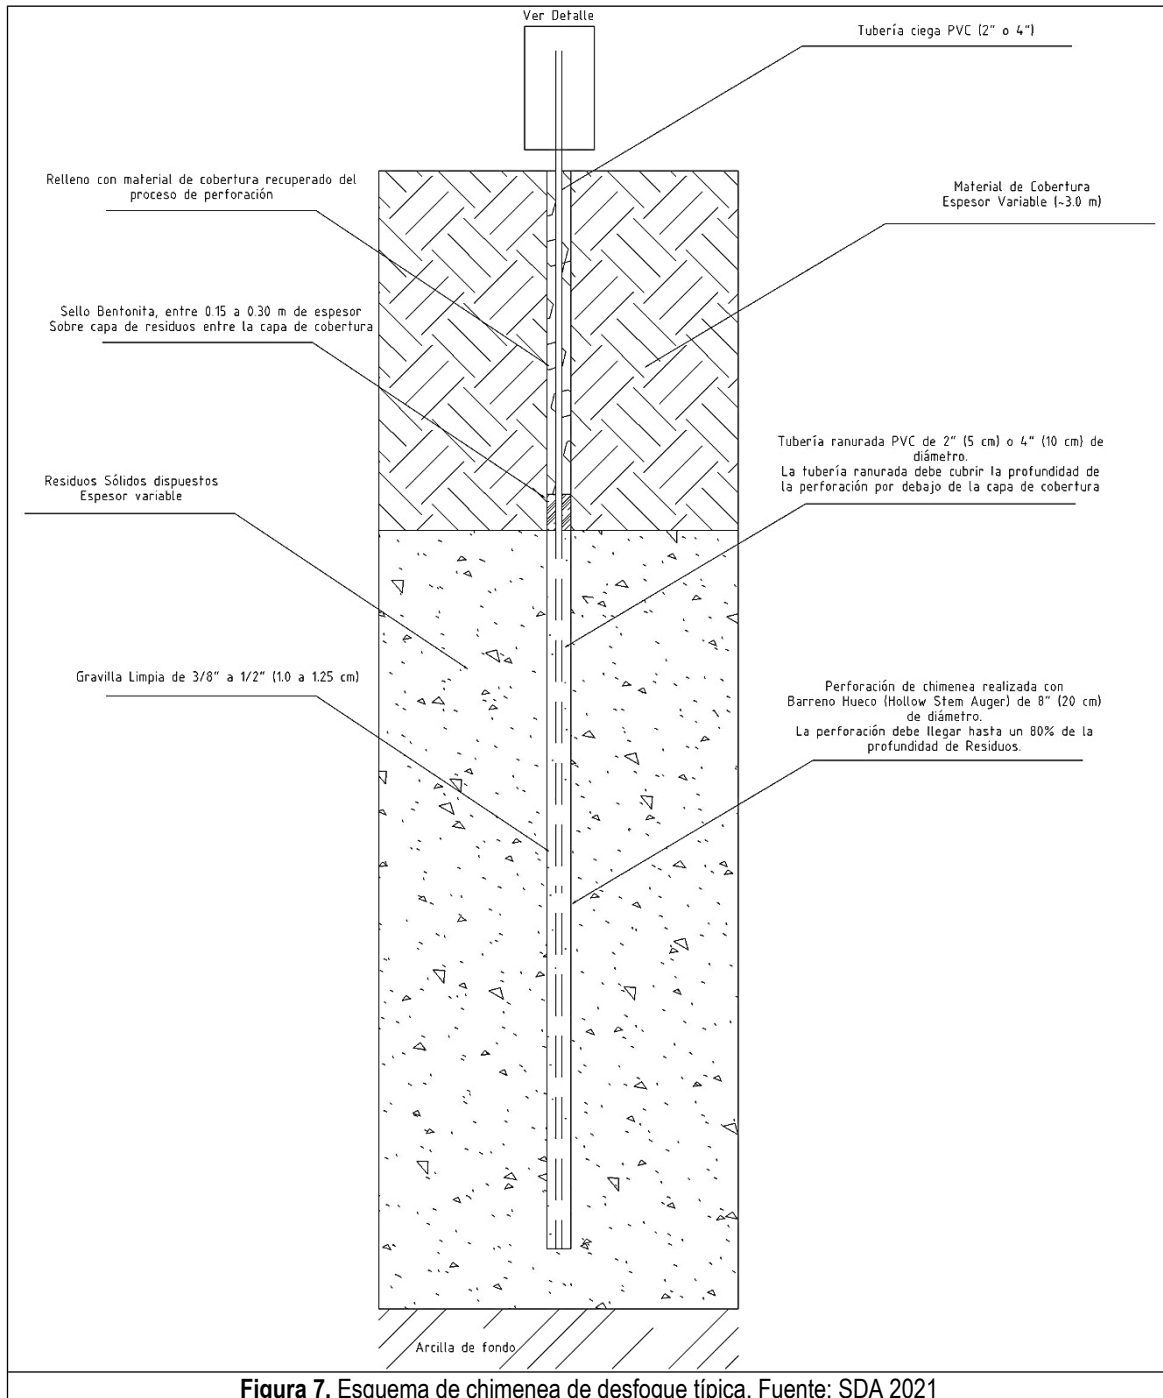 Ver Detalle
Tubería ciega PVC (2" o 4")
Relleno con material de cobertura recuperado del
proceso de perforación
Material de Cobertura
Espesor Variable (~3.0 m)
Sello Bentonita, entre 0.15 a 0.30 m de espesor
Sobre capa de residuos entre la capa de cobertura
Tubería ranurada PVC de 2" (5 cm) o 4" (10 cm) de
diámetro.
La tubería ranurada debe cubrir la profundidad de
la perforación por debajo de la capa de cobertura
Residuos Sólidos dispuestos
Espesor variable
Gravilla Limpia de 3/8" a 1/2" (1.0 a 1.25 cm)
Perforación de chimenea realizada con
Barreno Hueco (Hollow Stem Auger) de 8" (20 cm)
de diámetro.
La perforación debe llegar hasta un 80% de la
profundidad de Residuos.
Arcilla de fondo
Figura 7. Esquema de chimenea de desfogue típica. Fuente: SDA 2021